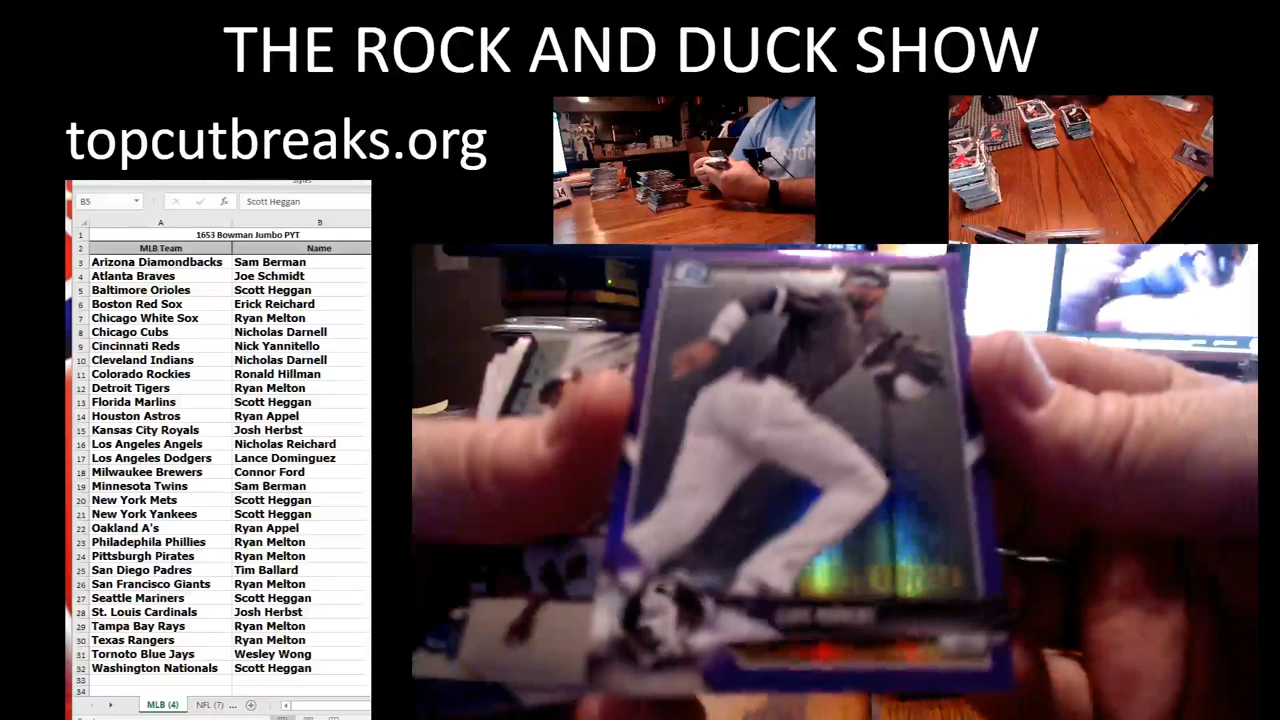 THE ROCK AND DUCK SHOW
topcutbreaks.org
B5 Scott Heggan
A B
1 1653 Bowman Jumbo PYT
2 MLB Team Name
3 Arizona Diamondbacks Sam Berman
4 Atlanta Braves Joe Schmidt
5 Baltimore Orioles Scott Heggan
6 Boston Red Sox Erick Reichard
7 Chicago White Sox Ryan Melton
8 Chicago Cubs Nicholas Darnell
9 Cincinnati Reds Nick Yannitello
10 Cleveland Indians Nicholas Darnell
11 Colorado Rockies Ronald Hillman
12 Detroit Tigers Ryan Melton
13 Florida Marlins Scott Heggan
14 Houston Astros Ryan Appel
15 Kansas City Royals Josh Herbst
16 Los Angeles Angels Nicholas Reichard
17 Los Angeles Dodgers Lance Dominguez
18 Milwaukee Brewers Connor Ford
19 Minnesota Twins Sam Berman
20 New York Mets Scott Heggan
21 New York Yankees Scott Heggan
22 Oakland A's Ryan Appel
23 Philadephila Phillies Ryan Melton
24 Pittsburgh Pirates Ryan Melton
25 San Diego Padres Tim Ballard
26 San Francisco Giants Ryan Melton
27 Seattle Mariners Scott Heggan
28 St. Louis Cardinals Josh Herbst
29 Tampa Bay Rays Ryan Melton
30 Texas Rangers Ryan Melton
31 Tornoto Blue Jays Wesley Wong
32 Washington Nationals Scott Heggan
33
34
MLB (4) NFL (7) ...